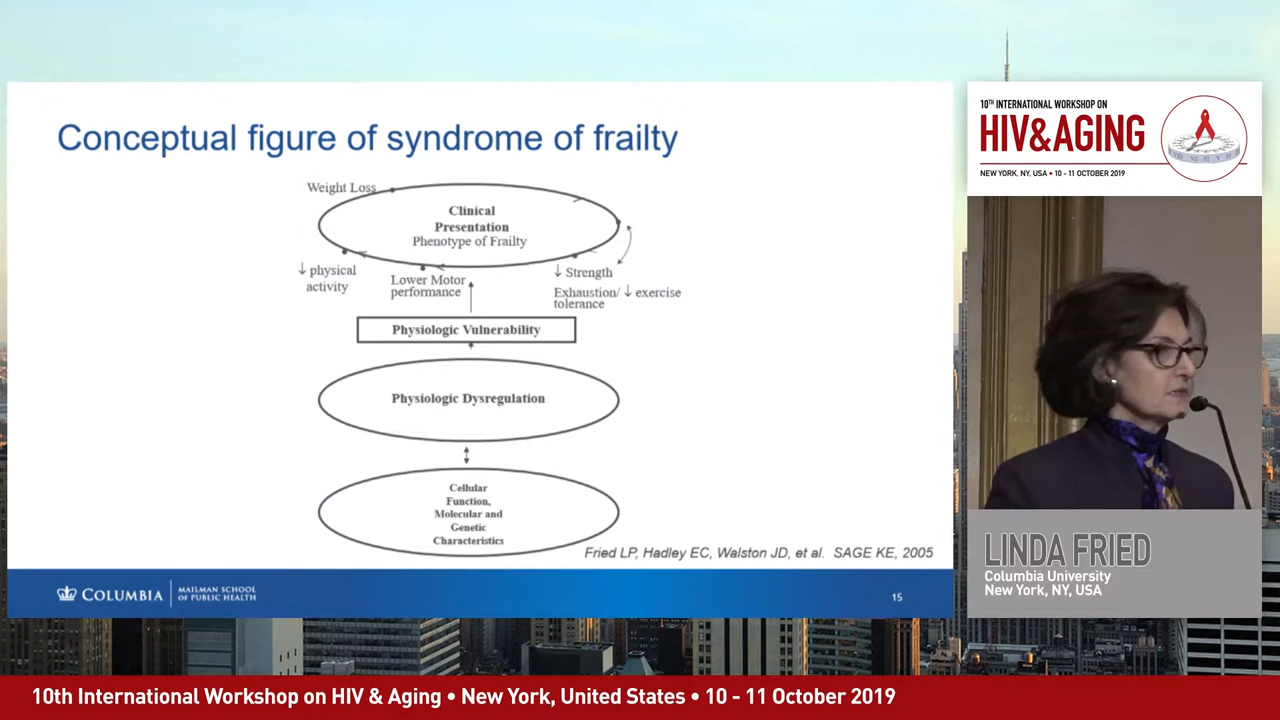 Conceptual figure of syndrome of frailty
Weight Loss
Clinical
Presentation
Phenotype of Frailty
↓ physical
activity
Lower Motor
performance
↓ Strength
Exhaustion/ ↓ exercise
tolerance
Physiologic Vulnerability
Physiologic Dysregulation
Cellular
Function,
Molecular and
Genetic
Characteristics
Fried LP, Hadley EC, Walston JD, et al. SAGE KE, 2005
COLUMBIA
MAILMAN SCHOOL
OF PUBLIC HEALTH
15
10TH INTERNATIONAL WORKSHOP ON
HIV&AGING
NEW YORK, NY, USA • 10 - 11 OCTOBER 2019
LINDA FRIED
Columbia University
New York, NY, USA
10th International Workshop on HIV & Aging • New York, United States • 10 - 11 October 2019